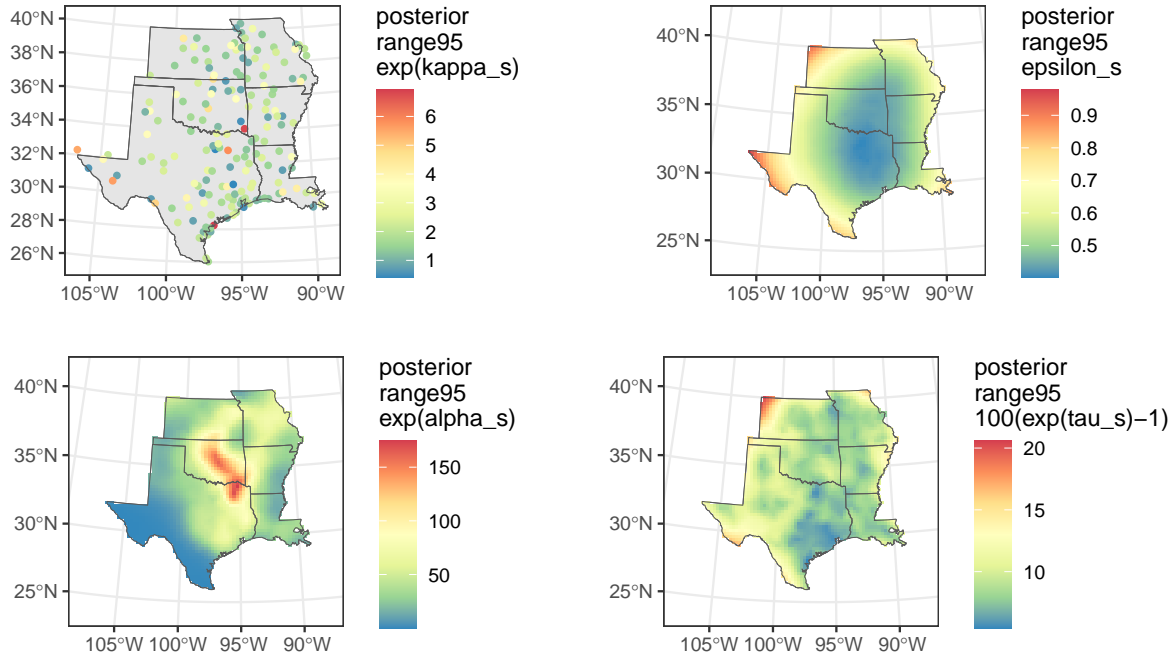 posterior
range95
exp(kappa_s)
40°N
38°N
36°N
34°N
32°N
30°N
28°N
26°N
105°W 100°W 95°W 90°W
6
5
4
3
2
1
posterior
range95
epsilon_s
40°N
35°N
30°N
25°N
105°W 100°W 95°W 90°W
0.9
0.8
0.7
0.6
0.5
posterior
range95
exp(alpha_s)
40°N
35°N
30°N
25°N
105°W 100°W 95°W 90°W
150
100
50
posterior
range95
100(exp(tau_s)−1)
40°N
35°N
30°N
25°N
105°W 100°W 95°W 90°W
20
15
10